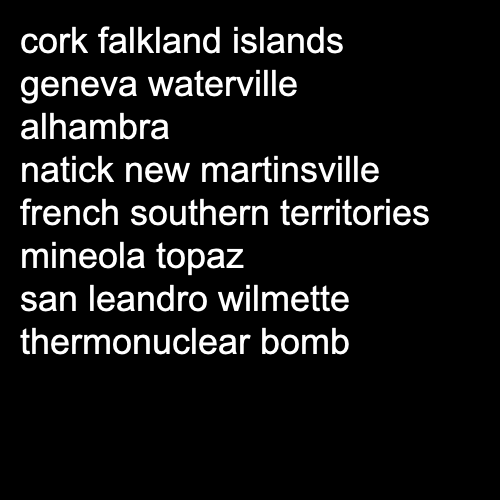 cork falkland islands
geneva waterville
alhambra
natick new martinsville
french southern territories
mineola topaz
san leandro wilmette
thermonuclear bomb